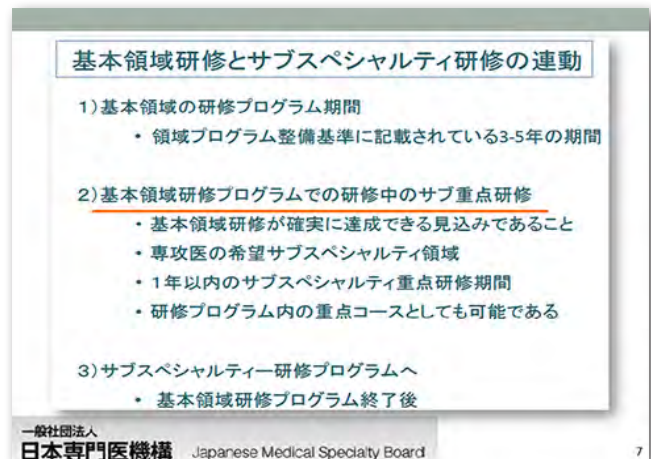 基本領域研修とサブスペシャルティ研修の連動
1)基本領域の研修プログラム期間
・領域プログラム整備基準に記載されている3-5年の期間
2)基本領域研修プログラムでの研修中のサブ重点研修
・基本領域研修が確実に達成できる見込みであること
・専攻医の希望サブスペシャルティ領域
・1年以内のサブスペシャルティ重点研修期間
・研修プログラム内の重点コースとしても可能である
3)サブスペシャルティー研修プログラムへ
・基本領域研修プログラム終了後
一般社団法人
日本専門医機構 Japanese Medical Specialty Board
7